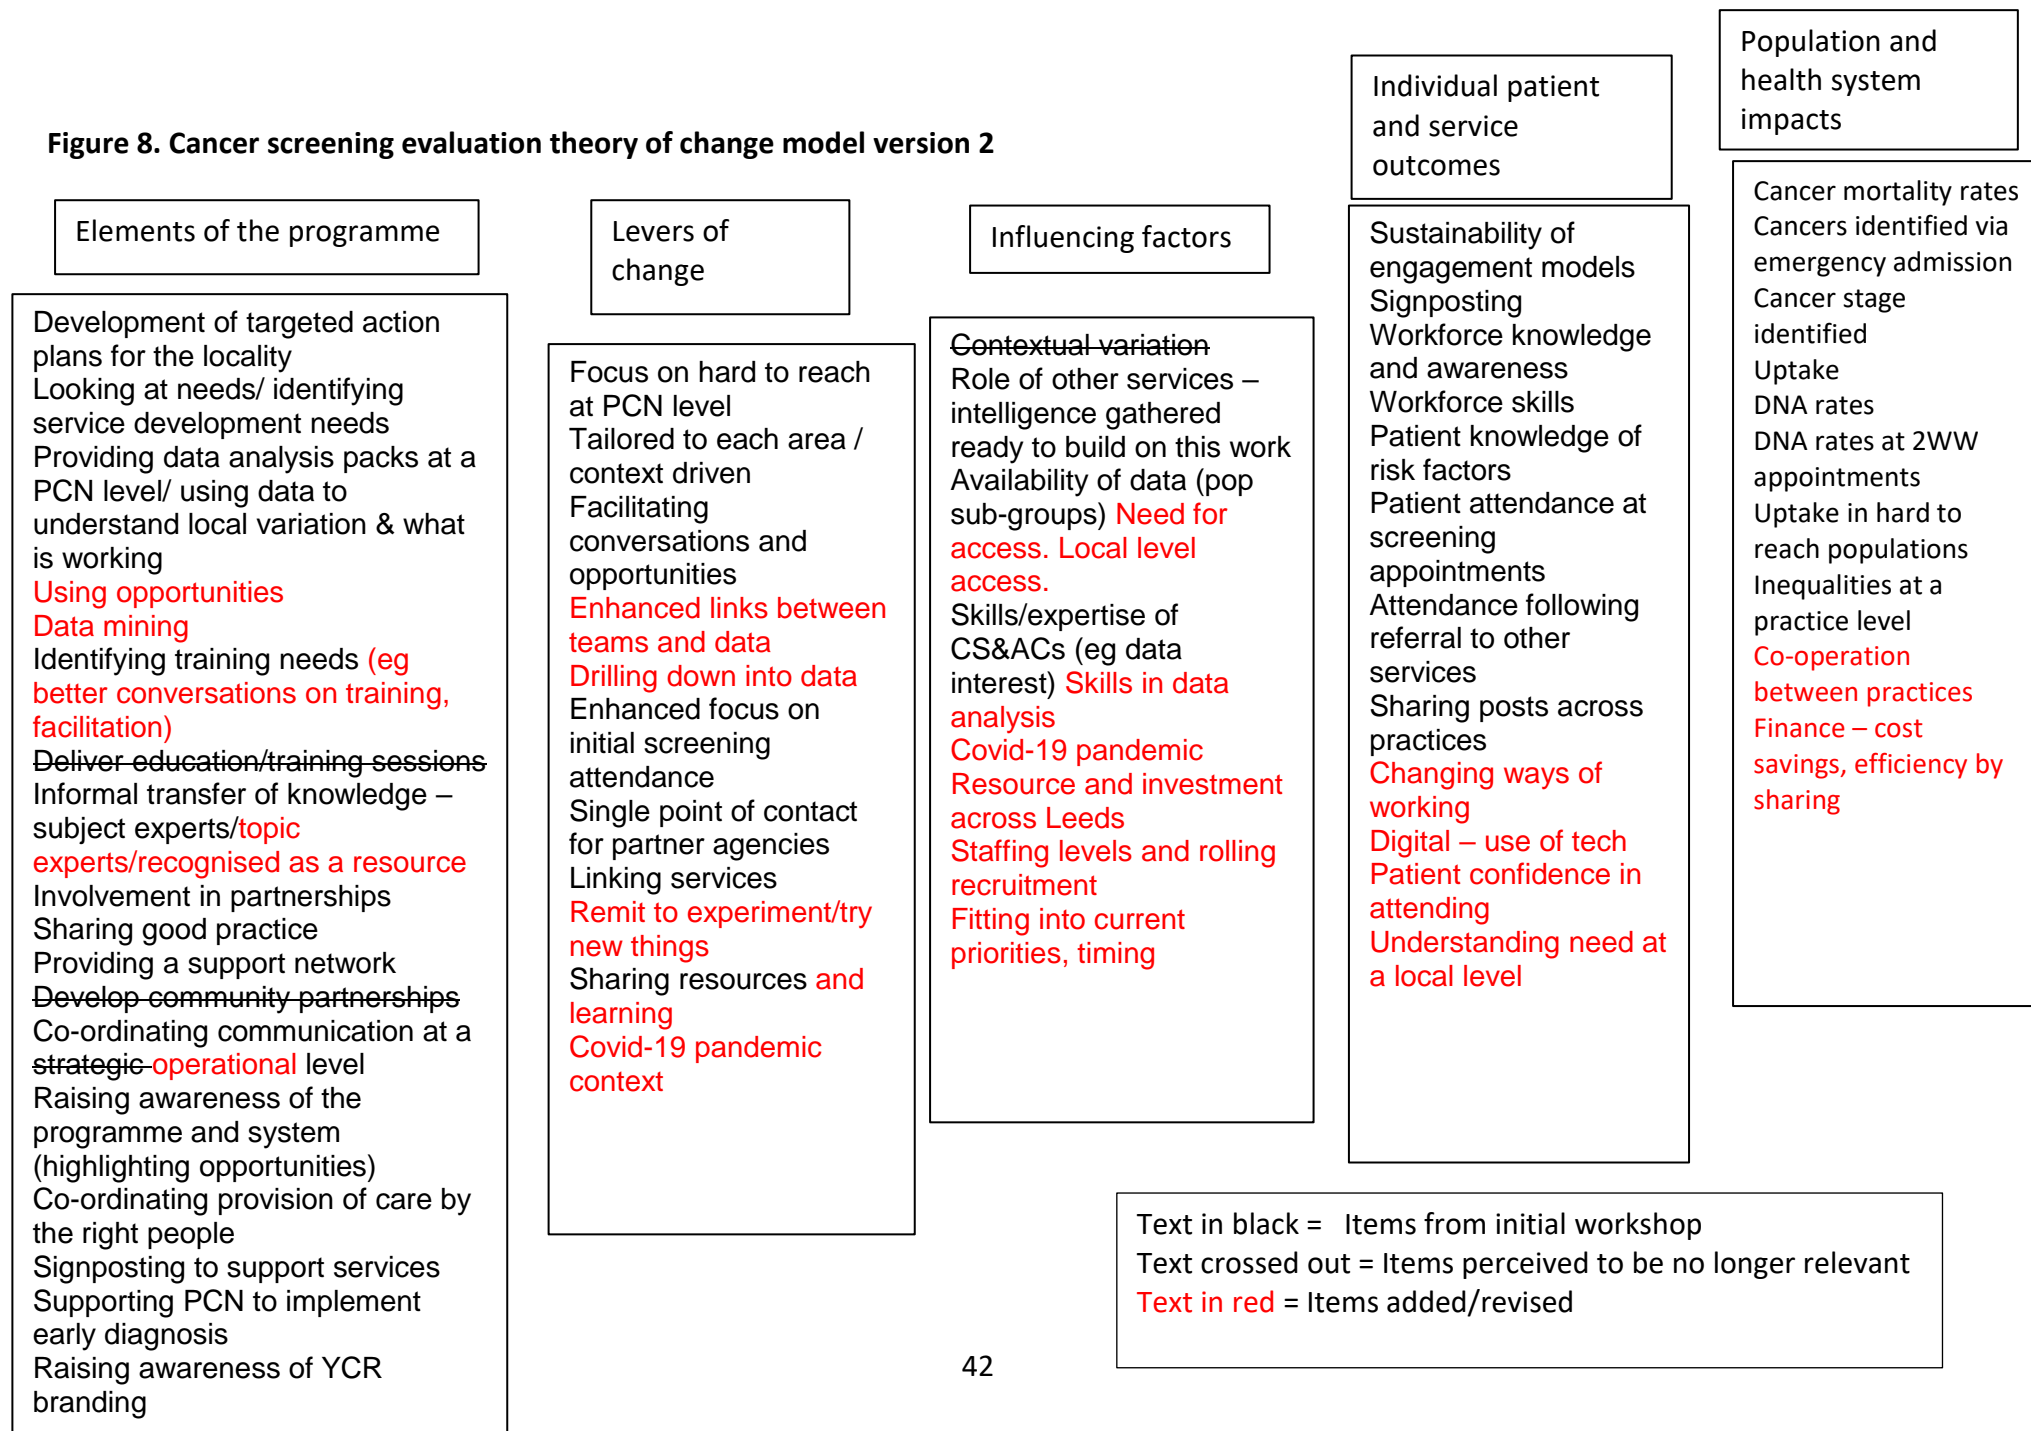 Figure 8. Cancer screening evaluation theory of change model version 2
Elements of the programme
Development of targeted action
plans for the locality
Looking at needs/ identifying
service development needs
Providing data analysis packs at a
PCN level/ using data to
understand local variation & what
is working
Using opportunities
Data mining
Identifying training needs (eg
better conversations on training,
facilitation)
Deliver education/training sessions
Informal transfer of knowledge –
subject experts/topic
experts/recognised as a resource
Involvement in partnerships
Sharing good practice
Providing a support network
Develop community partnerships
Co-ordinating communication at a
strategic operational level
Raising awareness of the
programme and system
(highlighting opportunities)
Co-ordinating provision of care by
the right people
Signposting to support services
Supporting PCN to implement
early diagnosis
Raising awareness of YCR
branding
Levers of
change
Focus on hard to reach
at PCN level
Tailored to each area /
context driven
Facilitating
conversations and
opportunities
Enhanced links between
teams and data
Drilling down into data
Enhanced focus on
initial screening
attendance
Single point of contact
for partner agencies
Linking services
Remit to experiment/try
new things
Sharing resources and
learning
Covid-19 pandemic
context
Influencing factors
Contextual variation
Role of other services –
intelligence gathered
ready to build on this work
Availability of data (pop
sub-groups) Need for
access. Local level
access.
Skills/expertise of
CS&ACs (eg data
interest) Skills in data
analysis
Covid-19 pandemic
Resource and investment
across Leeds
Staffing levels and rolling
recruitment
Fitting into current
priorities, timing
Individual patient
and service
outcomes
Sustainability of
engagement models
Signposting
Workforce knowledge
and awareness
Workforce skills
Patient knowledge of
risk factors
Patient attendance at
screening
appointments
Attendance following
referral to other
services
Sharing posts across
practices
Changing ways of
working
Digital – use of tech
Patient confidence in
attending
Understanding need at
a local level
Population and
health system
impacts
Cancer mortality rates
Cancers identified via
emergency admission
Cancer stage
identified
Uptake
DNA rates
DNA rates at 2WW
appointments
Uptake in hard to
reach populations
Inequalities at a
practice level
Co-operation
between practices
Finance – cost
savings, efficiency by
sharing
Text in black = Items from initial workshop
Text crossed out = Items perceived to be no longer relevant
Text in red = Items added/revised
42